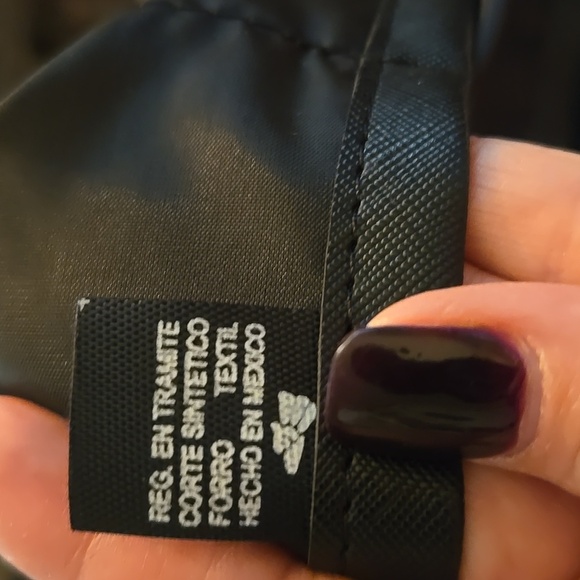 REG. EN TRAMITE
CORTE SINTETICO
FORRO TEXTIL
HECHO EN MEXICO